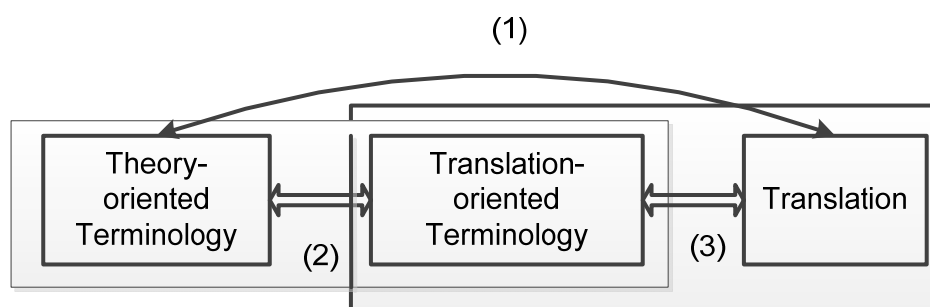 (1)
Theory-
oriented
Terminology
(2)
Translation-
oriented
Terminology
(3)
Translation